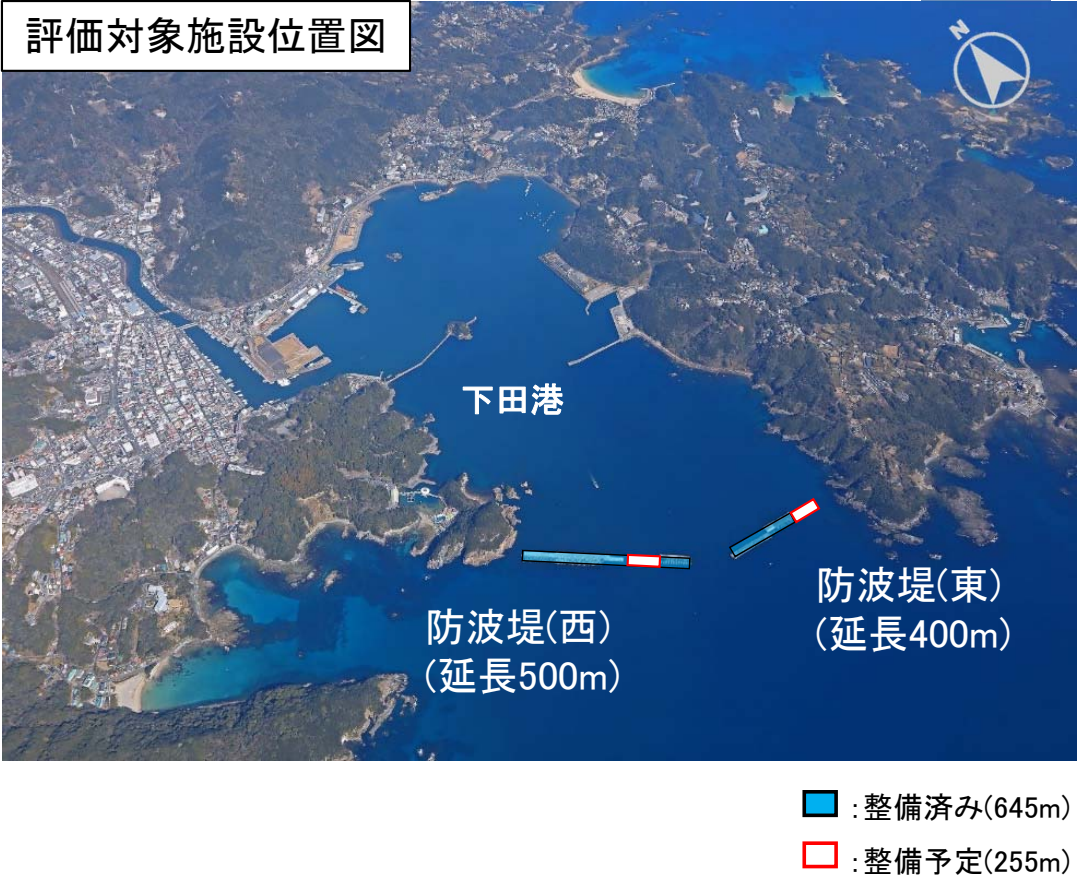 評価対象施設位置図
N
下田港
防波堤(東)
(延長400m)
防波堤(西)
(延長500m)
:整備済み(645m)
:整備予定(255m)